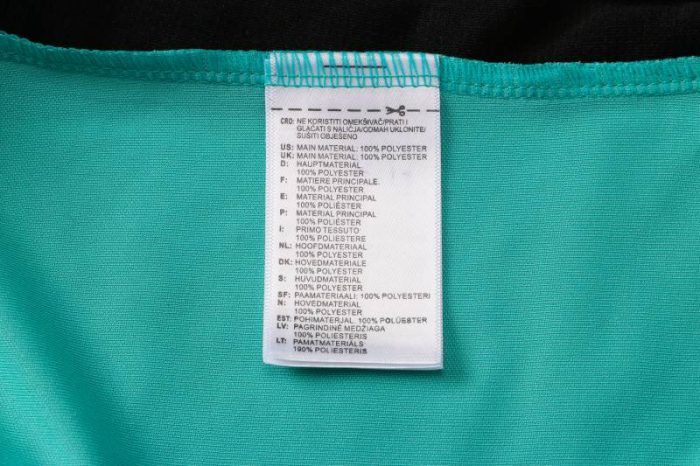 CRO: NE KORISTITI OMEKŠIVAČ/PRATI I
GLAČATI S NALIČJA/ODMAH UKLONITE/
SUŠITI OBJEŠENO
US: MAIN MATERIAL: 100% POLYESTER
UK: MAIN MATERIAL: 100% POLYESTER
D: HAUPTMATERIAL
100% POLYESTER
F: MATIERE PRINCIPALE
100% POLYESTER
E: MATERIAL PRINCIPAL
100% POLIÉSTER
P: MATERIAL PRINCIPAL
100% POLIÉSTER
I: PRIMO TESSUTO
100% POLIESTERE
NL: HOOFDMATERIAAL
100% POLYESTER
DK: HOVEDMATERIALE
100% POLYESTER
S: HUVUDMATERIAL
100% POLYESTER
SF: PAAMATERIAALI: 100% POLYESTERI
N: HOVEDMATERIAL
100% POLYESTER
EST: POHIMATERJAL: 100% POLÜESTER
LV: PAGRINDINĖ MEDŽIAGA
100% POLIESTERIS
LT: PAMATMATERIĀLS
100% POLIESTERIS